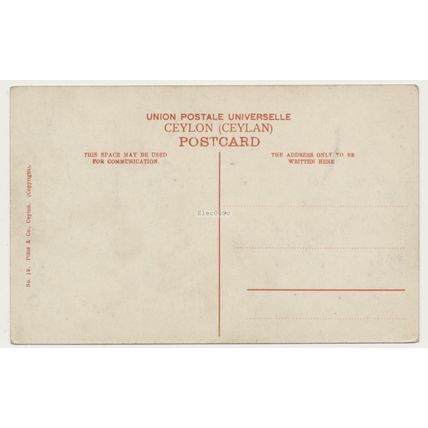 UNION POSTALE UNIVERSELLE
CEYLON (CEYLAN)
POSTCARD
THIS SPACE MAY BE USED
FOR COMMUNICATION.
THE ADDRESS ONLY TO BE
WRITTEN HERE
No. 19. Plâté & Co., Ceylon. (Copyright).
Elec009c